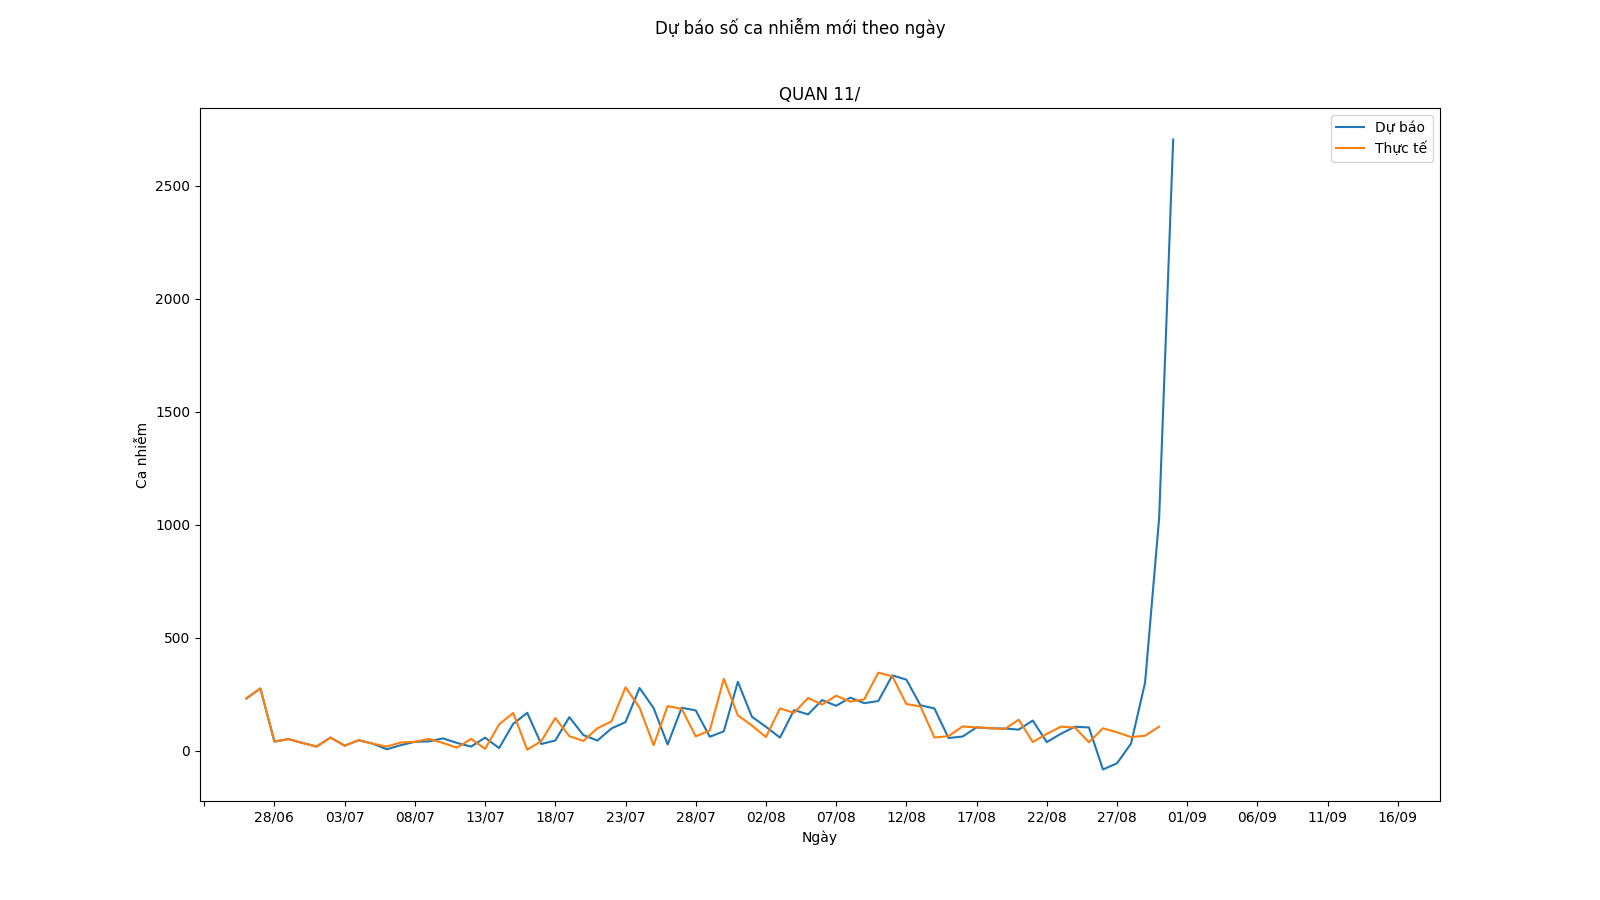 Dự báo số ca nhiễm mới theo ngày
QUAN 11/
Dự báo
Thực tế
2500
2000
1500
1000
500
0
Ca nhiễm
28/06 03/07 08/07 13/07 18/07 23/07 28/07 02/08 07/08 12/08 17/08 22/08 27/08 01/09 06/09 11/09 16/09
Ngày